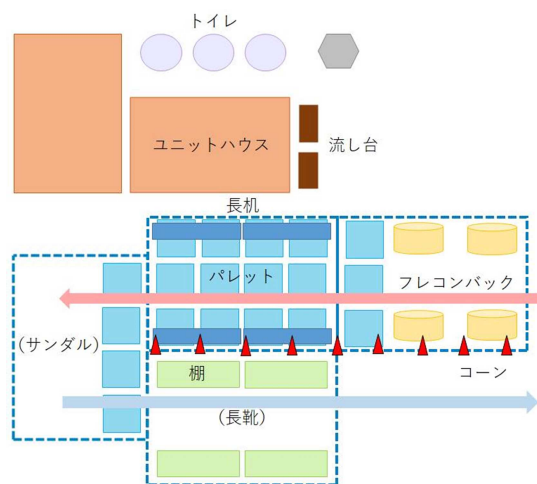 トイレ
ユニットハウス
流し台
長机
パレット
フレコンバック
(サンダル)
棚
コーン
(長靴)